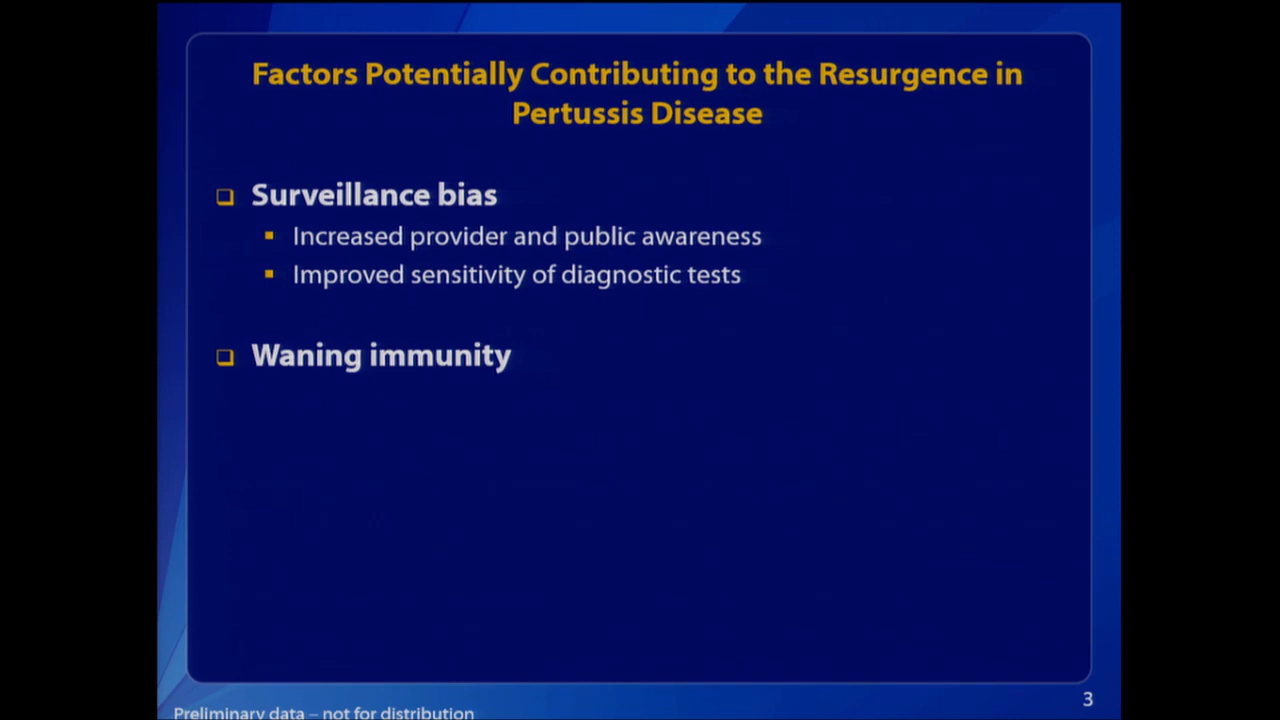 Factors Potentially Contributing to the Resurgence in
Pertussis Disease
Surveillance bias
Increased provider and public awareness
Improved sensitivity of diagnostic tests
Waning immunity
3
Preliminary data – not for distribution